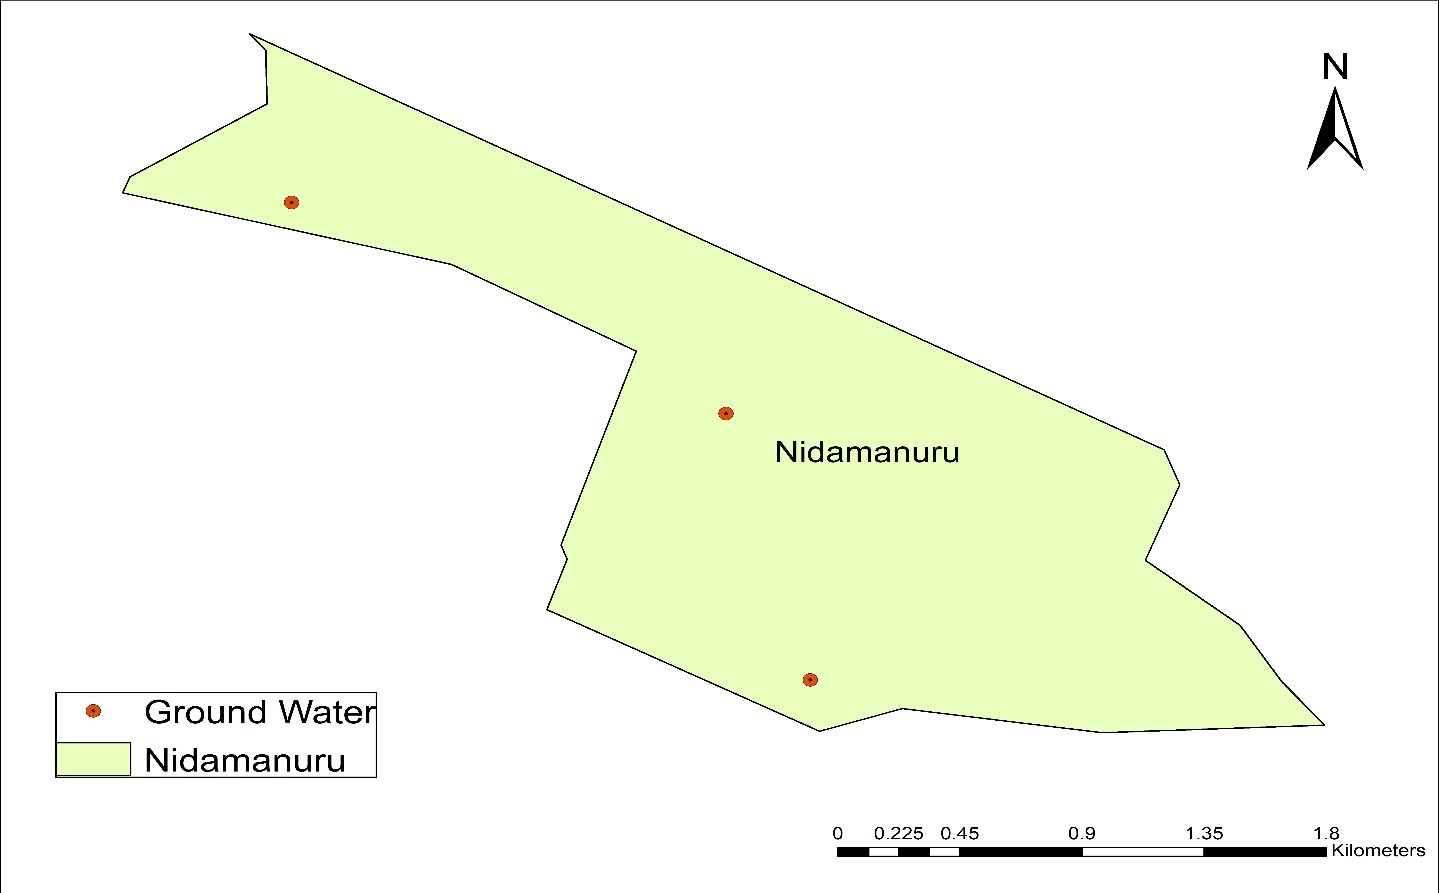 N
Nidamanuru
Ground Water
Nidamanuru
0 0.225 0.45 0.9 1.35 1.8
Kilometers